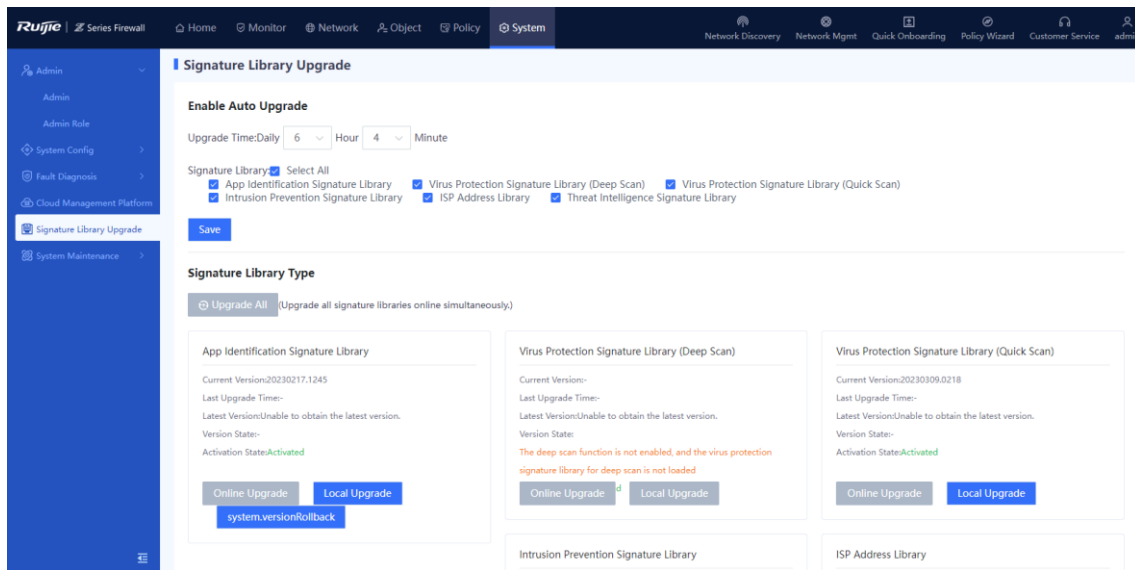 Ruijie | Z Series Firewall Home Monitor Network Object Policy System Network Discovery Network Mgmt Quick Onboarding Policy Wizard Customer Service admi
Admin
Admin
Admin Role
System Config
Fault Diagnosis
Cloud Management Platform
Signature Library Upgrade
System Maintenance
Signature Library Upgrade
Enable Auto Upgrade
Upgrade Time:Daily 6 Hour 4 Minute
Signature Library: Select All
App Identification Signature Library Virus Protection Signature Library (Deep Scan) Virus Protection Signature Library (Quick Scan)
Intrusion Prevention Signature Library ISP Address Library Threat Intelligence Signature Library
Save
Signature Library Type
Upgrade All (Upgrade all signature libraries online simultaneously.)
App Identification Signature Library
Current Version:20230217.1245
Last Upgrade Time:-
Latest Version:Unable to obtain the latest version.
Version State:-
Activation State:Activated
Online Upgrade Local Upgrade
system.versionRollback
Virus Protection Signature Library (Deep Scan)
Current Version:-
Last Upgrade Time:-
Latest Version:Unable to obtain the latest version.
Version State:
The deep scan function is not enabled, and the virus protection
signature library for deep scan is not loaded
Online Upgrade d Local Upgrade
Virus Protection Signature Library (Quick Scan)
Current Version:20230309.0218
Last Upgrade Time:-
Latest Version:Unable to obtain the latest version.
Version State:-
Activation State:Activated
Online Upgrade Local Upgrade
Intrusion Prevention Signature Library
ISP Address Library